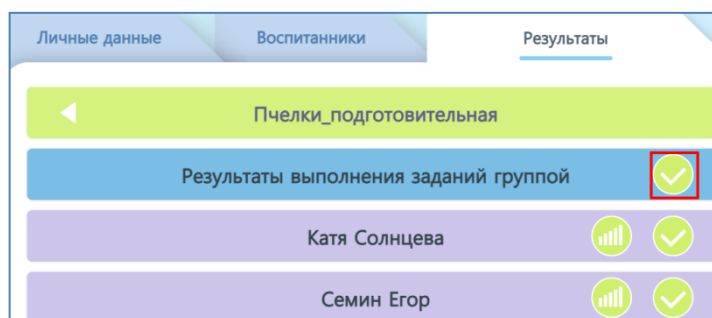 Личные данные Воспитанники Результаты
Пчелки_подготовительная
Результаты выполнения заданий группой
Катя Солнцева
Семин Егор